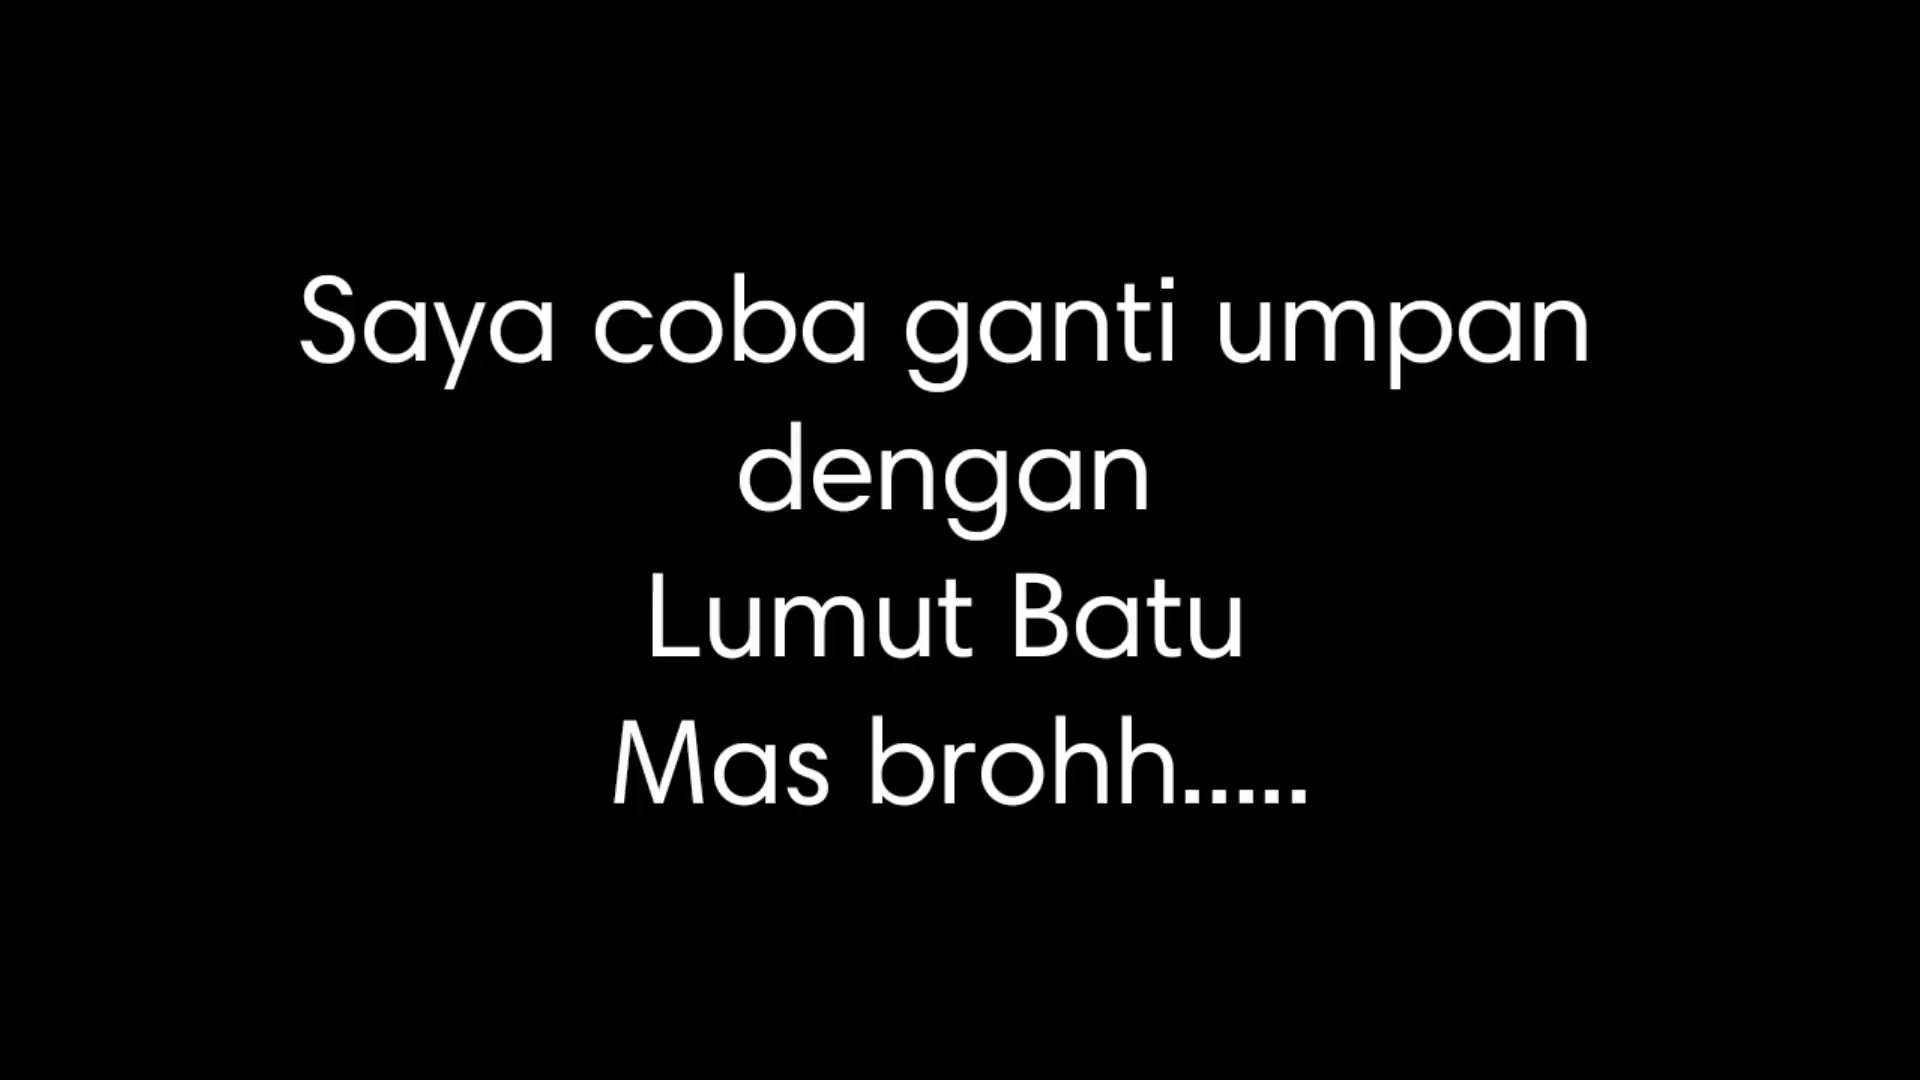 Saya coba ganti umpan
dengan
Lumut Batu
Mas brohh.....